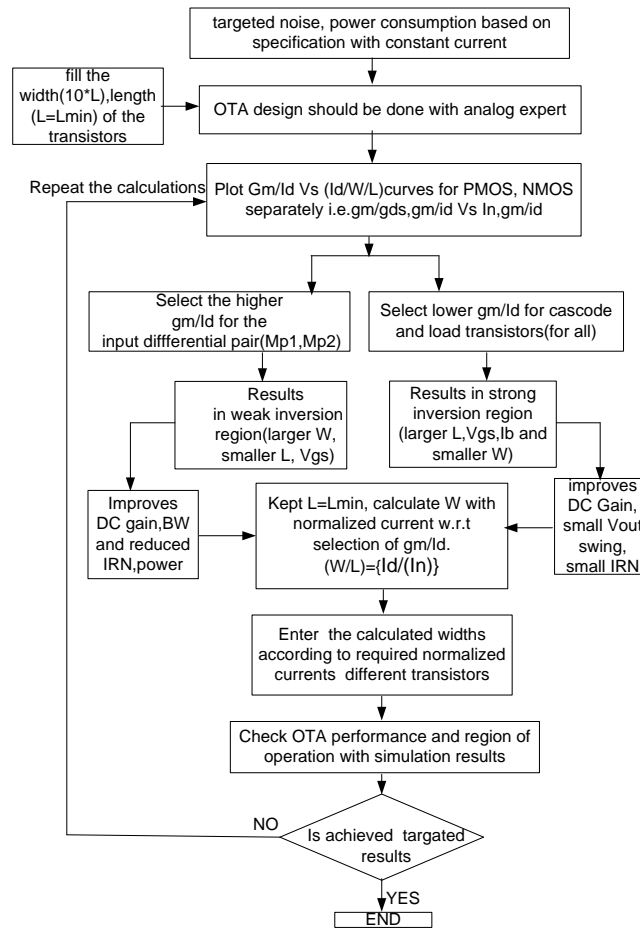 targeted noise, power consumption based on
specification with constant current
fill the
width(10*L),length
(L=Lmin) of the
transistors
OTA design should be done with analog expert
Repeat the calculations
Plot Gm/Id Vs (Id/W/L)curves for PMOS, NMOS
separately i.e.gm/gds,gm/id Vs In,gm/id
Select the higher
gm/Id for the
input diffferential pair(Mp1,Mp2)
Select lower gm/Id for cascode
and load transistors(for all)
Results
in weak inversion
region(larger W,
smaller L, Vgs)
Results in strong
inversion region
(larger L,Vgs,Ib and
smaller W)
Improves
DC gain,BW
and reduced
IRN,power
Kept L=Lmin, calculate W with
normalized current w.r.t
selection of gm/Id.
(W/L)={Id/(In)}
improves
DC Gain,
small Vout
swing,
small IRN
Enter the calculated widths
according to required normalized
currents different transistors
Check OTA performance and region of
operation with simulation results
NO
Is achieved targated
results
YES
END